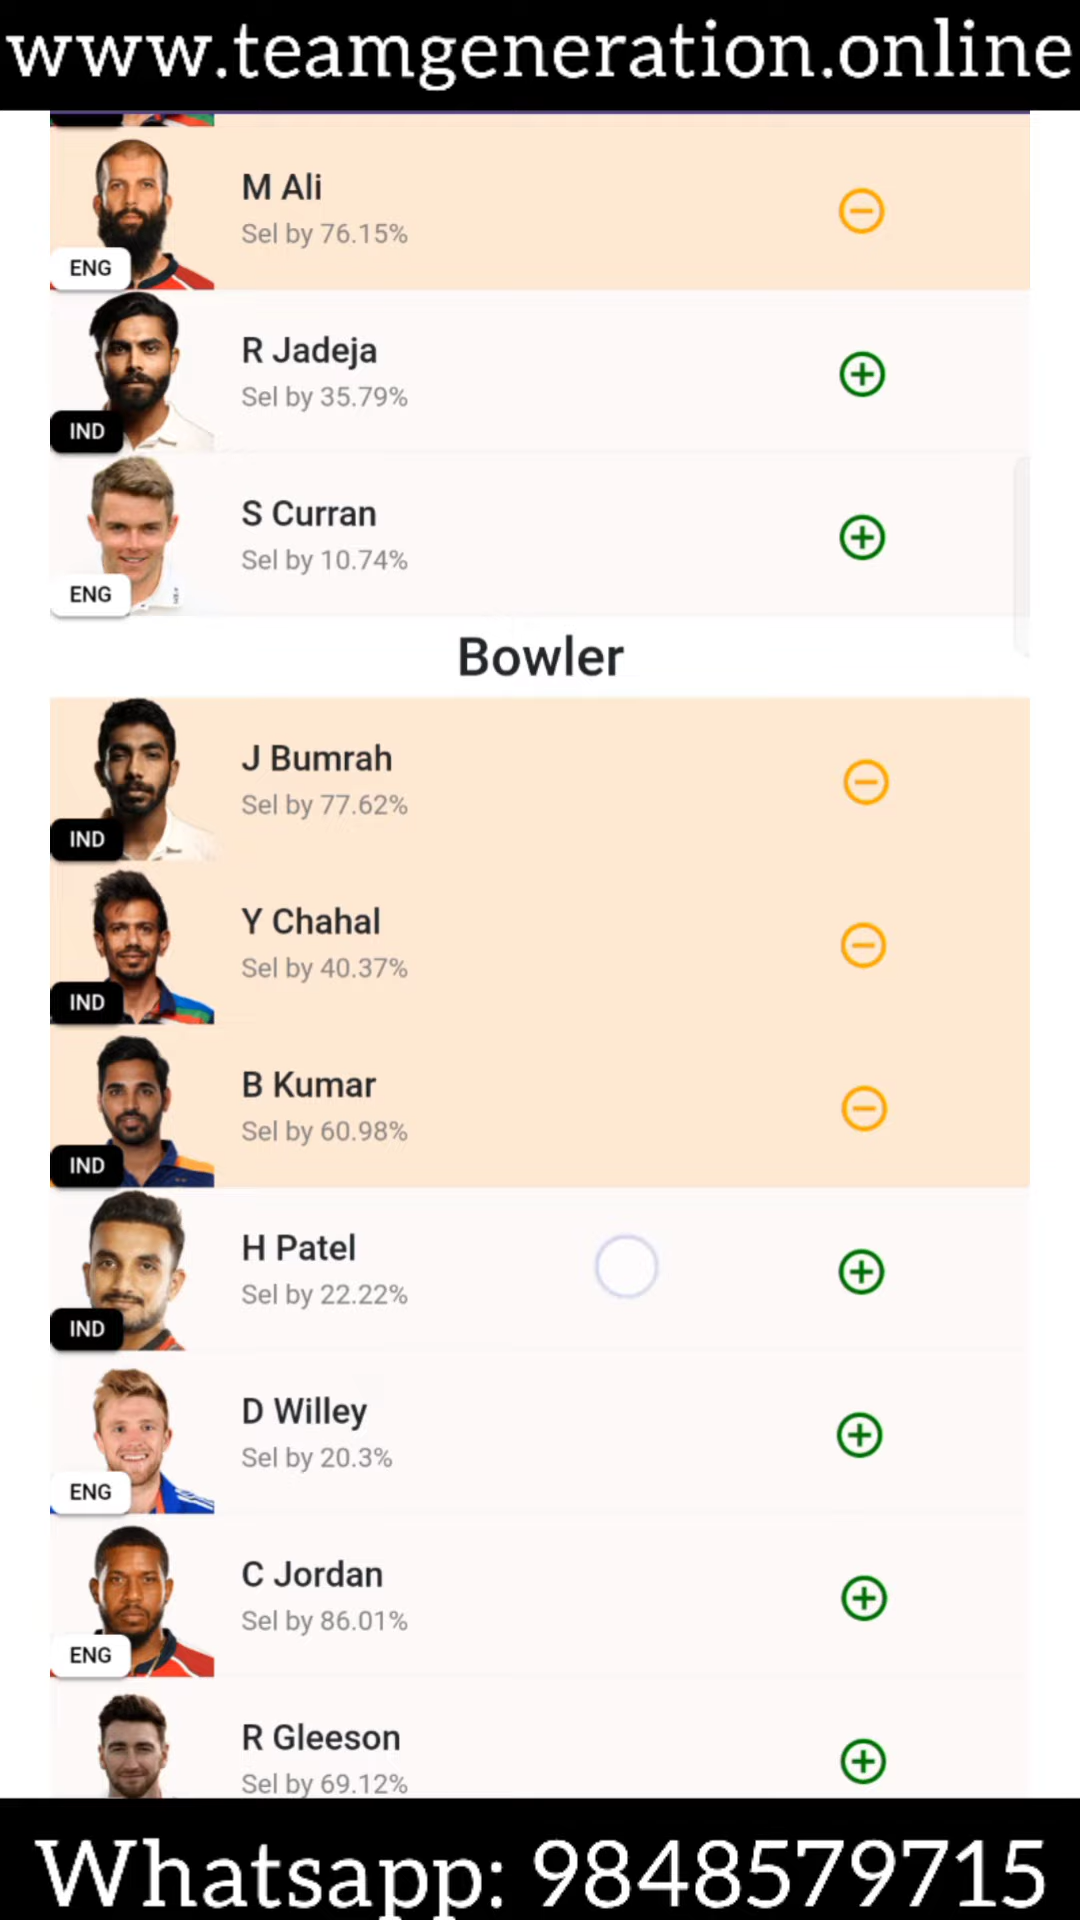 www.teamgeneration.online
M Ali
Sel by 76.15%
ENG
R Jadeja
Sel by 35.79%
IND
S Curran
Sel by 10.74%
ENG
Bowler
J Bumrah
Sel by 77.62%
IND
Y Chahal
Sel by 40.37%
IND
B Kumar
Sel by 60.98%
IND
H Patel
Sel by 22.22%
IND
D Willey
Sel by 20.3%
ENG
C Jordan
Sel by 86.01%
ENG
R Gleeson
Sel by 69.12%
Whatsapp: 9848579715